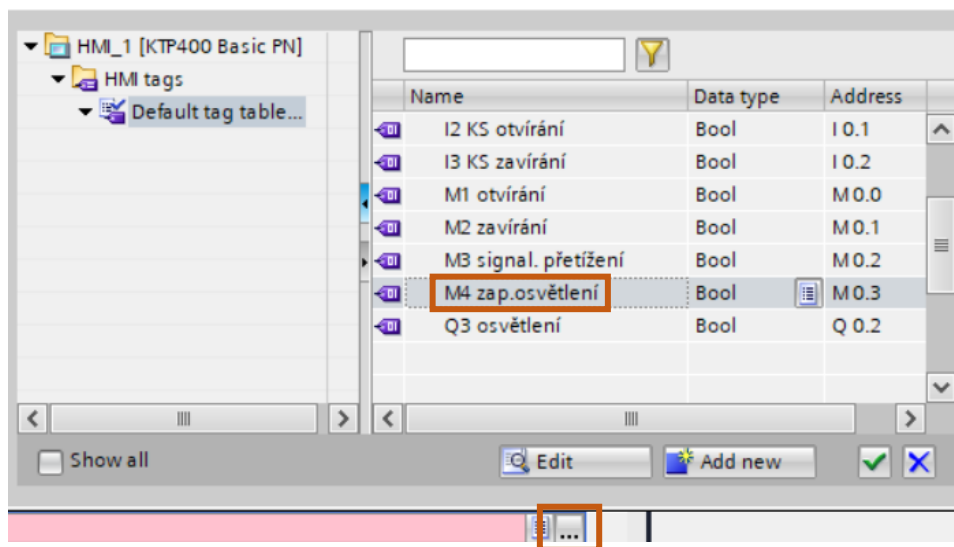 HMI_1 [KTP400 Basic PN]
HMI tags
Default tag table...
Name Data type Address
I2 KS otvírání Bool I 0.1
I3 KS zavírání Bool I 0.2
M1 otvírání Bool M 0.0
M2 zavírání Bool M 0.1
M3 signal. přetížení Bool M 0.2
M4 zap.osvětlení Bool M 0.3
Q3 osvětlení Bool Q 0.2
Show all Edit Add new
...